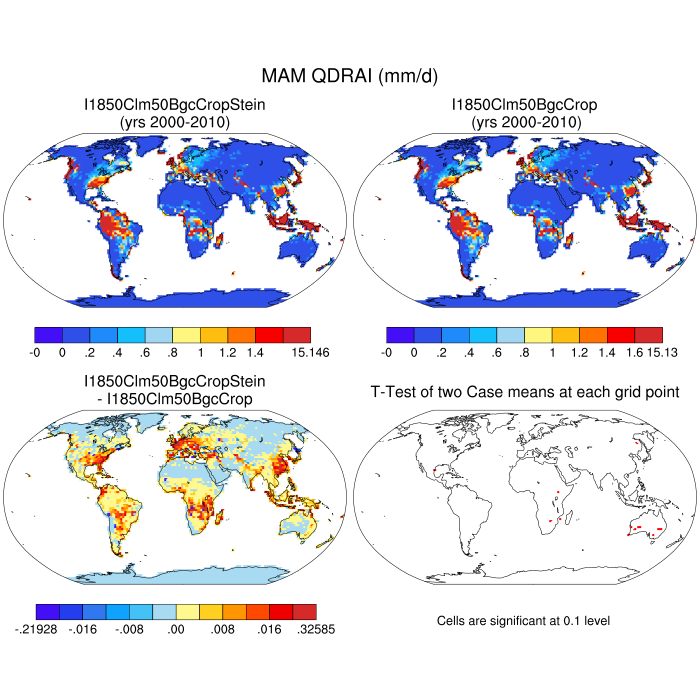 MAM QDRAI (mm/d)
I1850Clm50BgcCropStein
(yrs 2000-2010)
I1850Clm50BgcCrop
(yrs 2000-2010)
-0 0 .2 .4 .6 .8 1 1.2 1.4 15.146
-0 0 .2 .4 .6 .8 1 1.2 1.4 1.6 15.13
I1850Clm50BgcCropStein
- I1850Clm50BgcCrop
T-Test of two Case means at each grid point
-.21928 -.016 -.008 .00 .008 .016 .32585
Cells are significant at 0.1 level